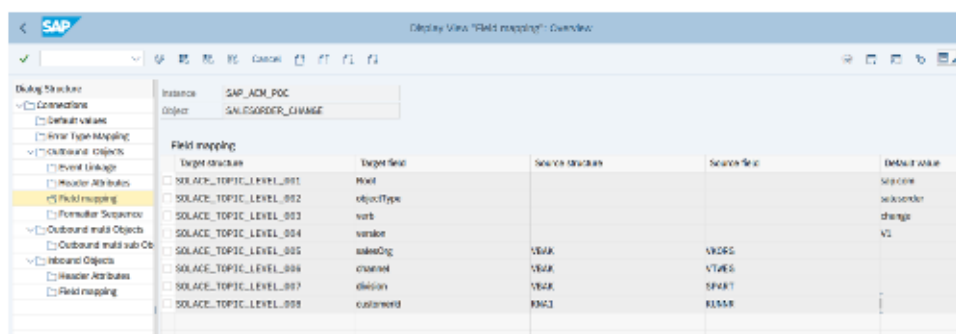 SAP
Display View "Field mapping": Overview
Cancel
Dialog Structure
Connections
Default values
Error Type Mapping
Outbound Objects
Event Linkage
Header Attributes
Field mapping
Formatter Sequence
Outbound multi Objects
Outbound multi sub Ob
Inbound Objects
Header Attributes
Field mapping
Instance SAP_ACM_POC
Object SALESORDER_CHANGE
Field mapping
Target structure Target field Source structure Source field Default value
SOLACE_TOPIC_LEVEL_001 Root sap.com
SOLACE_TOPIC_LEVEL_002 objectType salesorder
SOLACE_TOPIC_LEVEL_003 verb change
SOLACE_TOPIC_LEVEL_004 version V1
SOLACE_TOPIC_LEVEL_005 salesOrg VBAK VKORG
SOLACE_TOPIC_LEVEL_006 channel VBAK VTWEG
SOLACE_TOPIC_LEVEL_007 division VBAK SPART
SOLACE_TOPIC_LEVEL_008 customerId KNA1 KUNNR